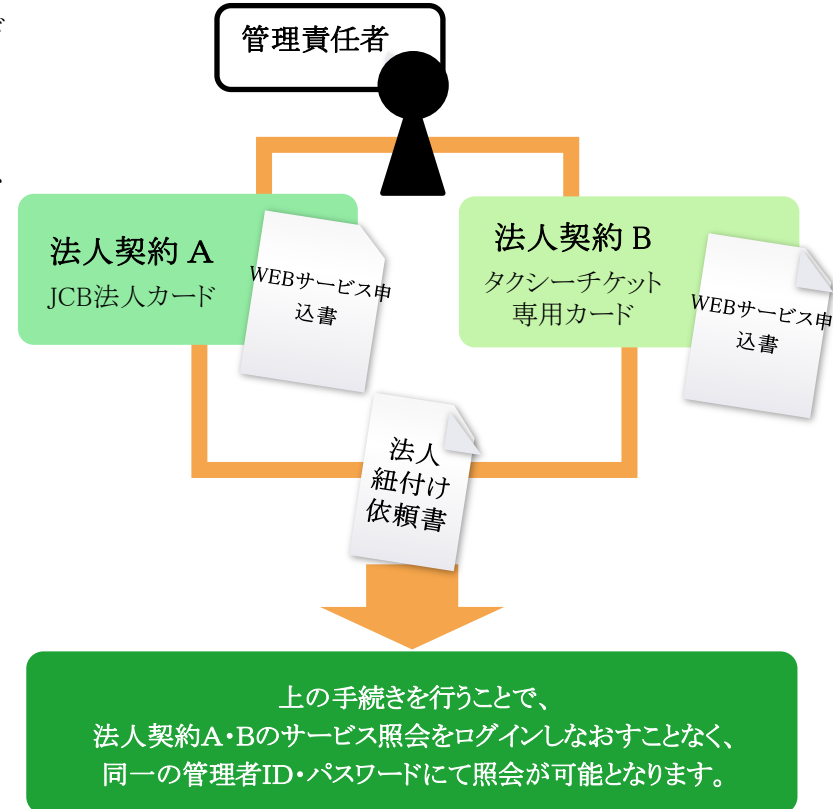 管理責任者
法人契約 A
JCB法人カード
WEBサービス申
込書
法人契約 B
タクシーチケット
専用カード
WEBサービス申
込書
法人
紐付け
依頼書
上の手続きを行うことで、
法人契約A・Bのサービス照会をログインしなおすことなく、
同一の管理者ID・パスワードにて照会が可能となります。